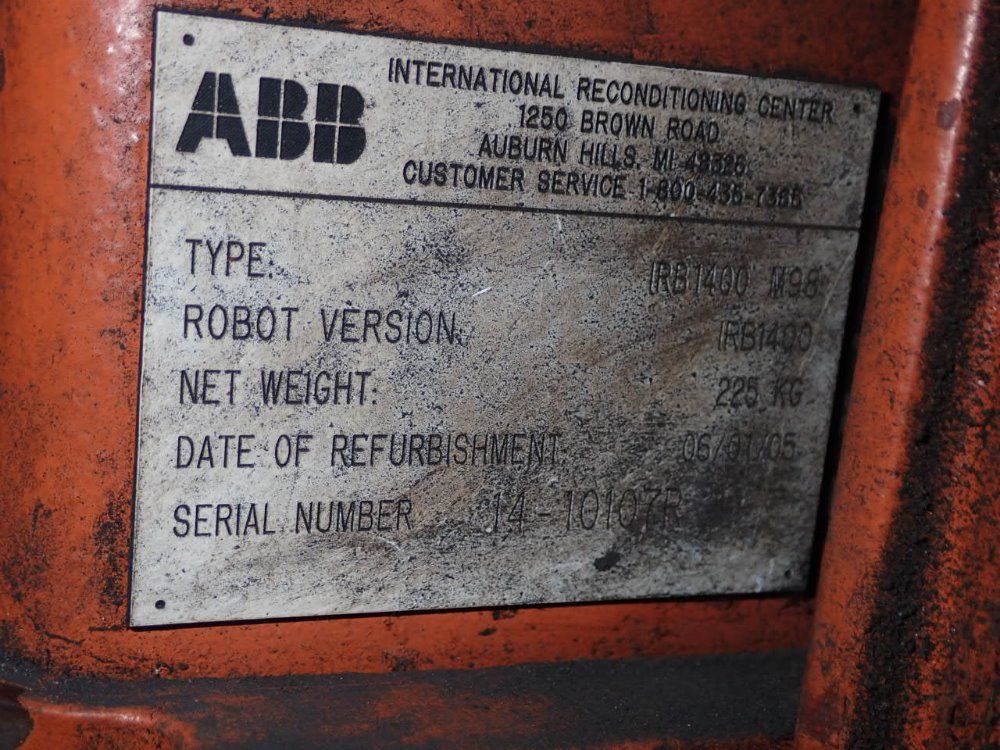 ABB
INTERNATIONAL RECONDITIONING CENTER
1250 BROWN ROAD
AUBURN HILLS, MI 48326
CUSTOMER SERVICE 1-800-435-7365
TYPE: IRB1400 M98
ROBOT VERSION: IRB1400
NET WEIGHT: 225 KG
DATE OF REFURBISHMENT: 06/01/05
SERIAL NUMBER 14-10107R